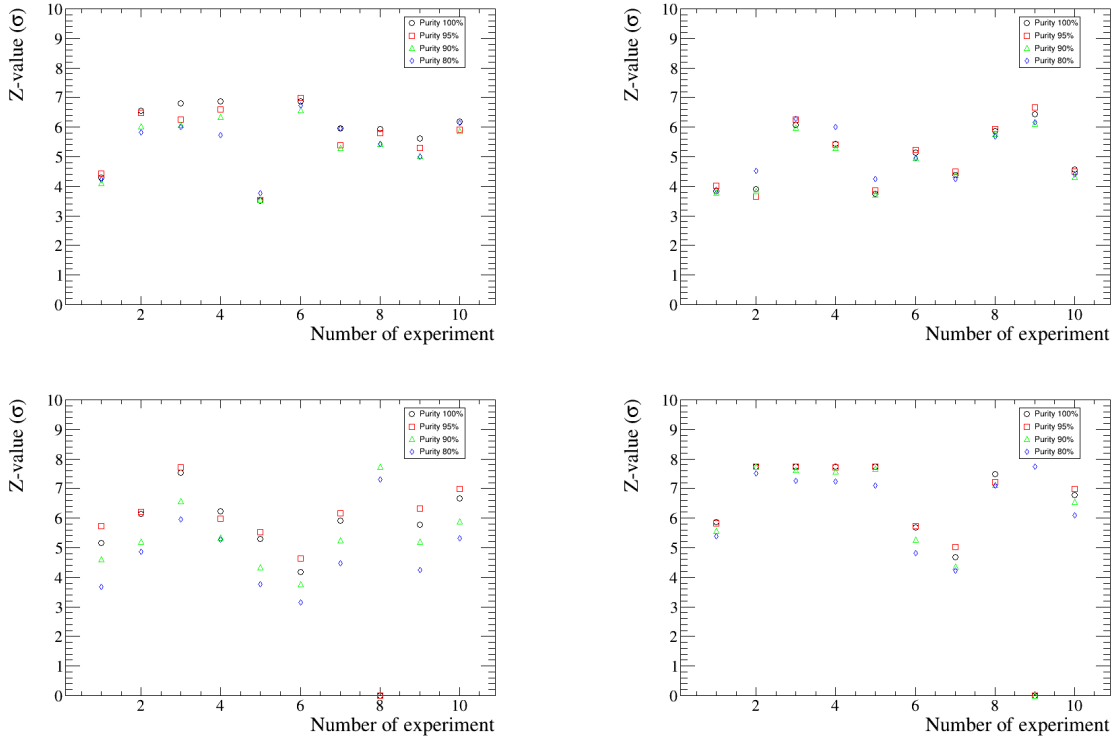 Z-value (σ)
10
9
8
7
6
5
4
3
2
1
0
Purity 100%
Purity 95%
Purity 90%
Purity 80%
2 4 6 8 10
Number of experiment
Z-value (σ)
10
9
8
7
6
5
4
3
2
1
0
Purity 100%
Purity 95%
Purity 90%
Purity 80%
2 4 6 8 10
Number of experiment
Z-value (σ)
10
9
8
7
6
5
4
3
2
1
0
Purity 100%
Purity 95%
Purity 90%
Purity 80%
2 4 6 8 10
Number of experiment
Z-value (σ)
10
9
8
7
6
5
4
3
2
1
0
Purity 100%
Purity 95%
Purity 90%
Purity 80%
2 4 6 8 10
Number of experiment